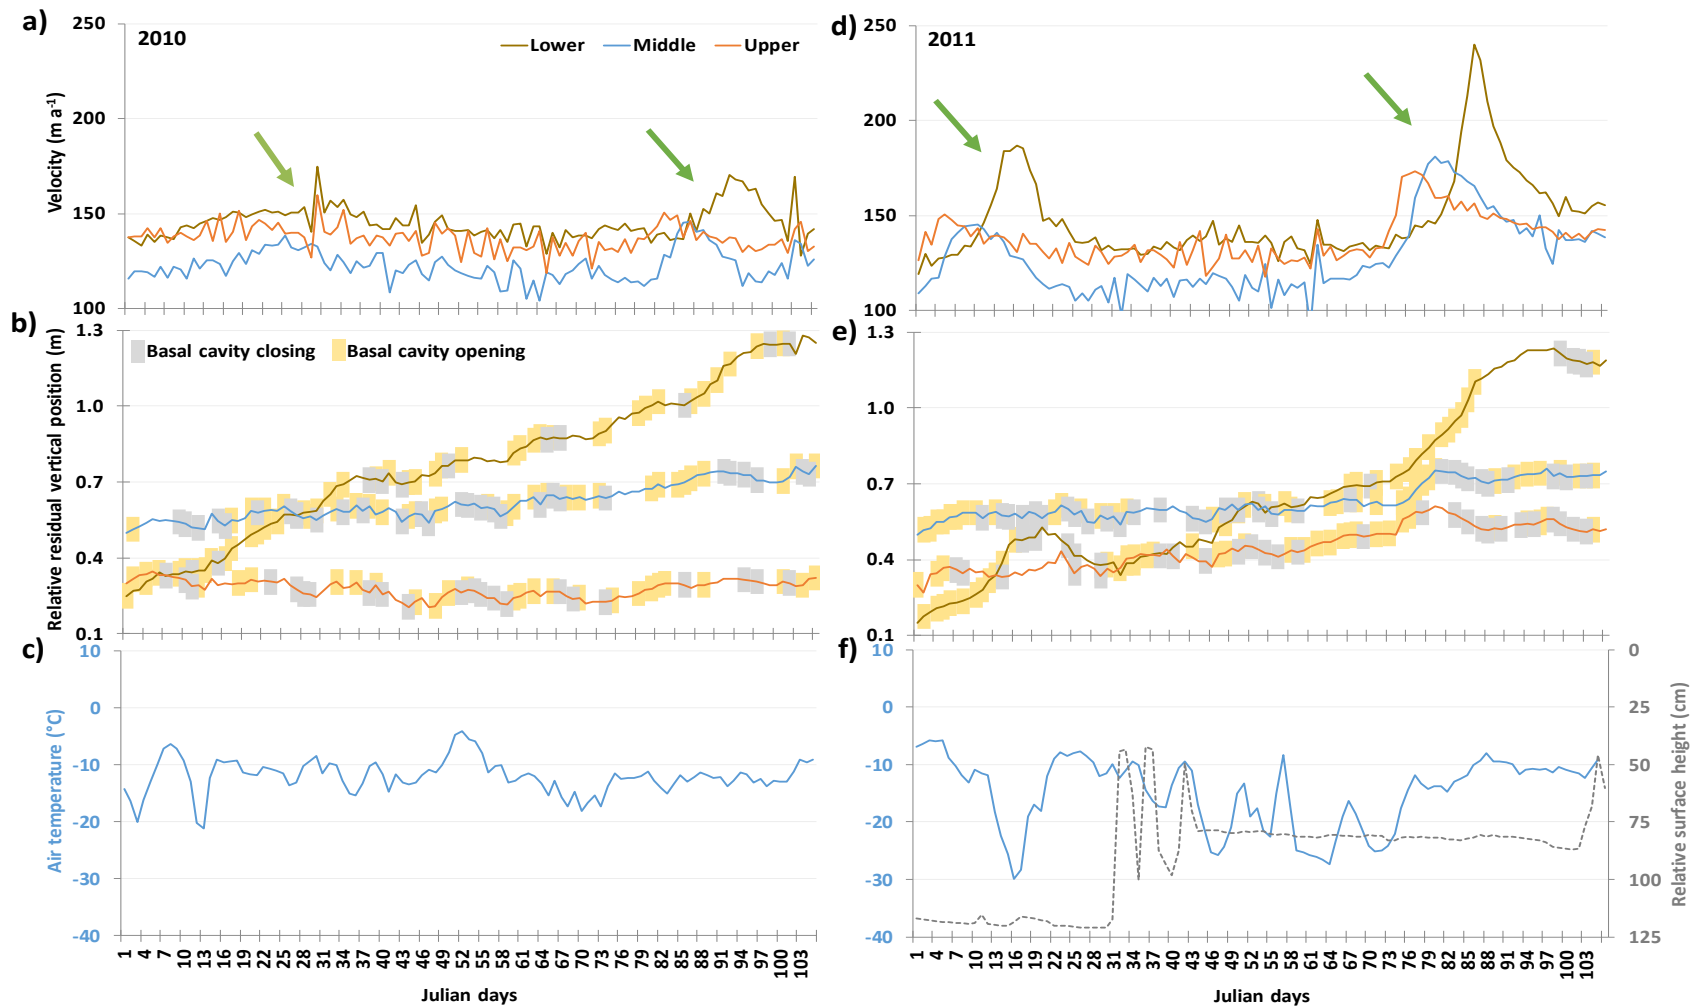 a)
250
200
150
100
Velocity (m a-1)
2010
Lower
Middle
Upper
d)
250
200
150
100
2011
b)
1.3
1.0
0.7
0.4
0.1
Relative residual vertical position (m)
Basal cavity closing
Basal cavity opening
e)
1.3
1.0
0.7
0.4
0.1
c)
10
0
-10
-20
-30
-40
Air temperature (°C)
1 4 7 10 13 16 19 22 25 28 31 34 37 40 43 46 49 52 55 58 61 64 67 70 73 76 79 82 85 88 91 94 97 100 103
Julian days
f)
10
0
-10
-20
-30
-40
0
25
50
75
100
125
Relative surface height (cm)
1 4 7 10 13 16 19 22 25 28 31 34 37 40 43 46 49 52 55 58 61 64 67 70 73 76 79 82 85 88 91 94 97 100 103
Julian days